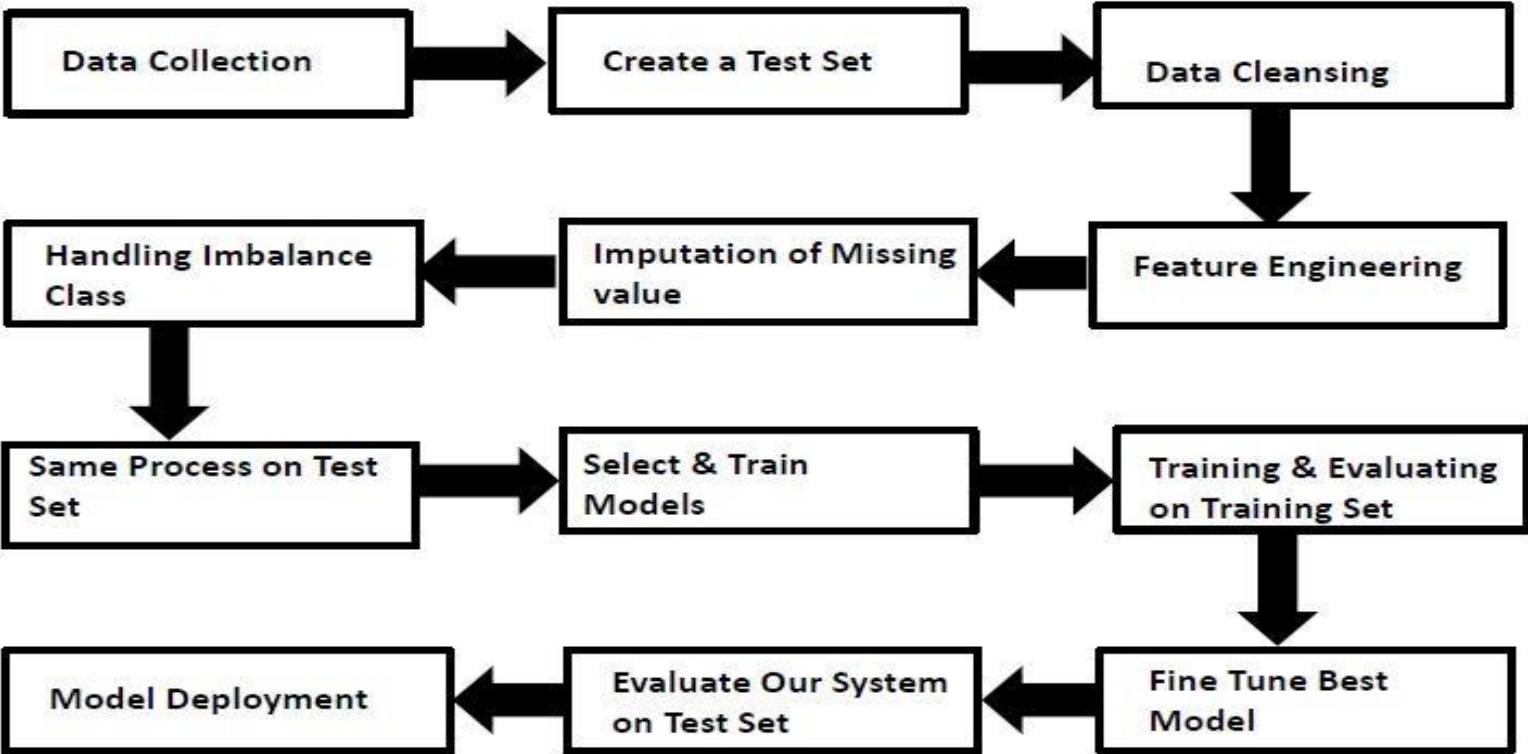 Data Collection
Create a Test Set
Data Cleansing
Feature Engineering
Imputation of Missing
value
Handling Imbalance
Class
Same Process on Test
Set
Select & Train
Models
Training & Evaluating
on Training Set
Fine Tune Best
Model
Evaluate Our System
on Test Set
Model Deployment